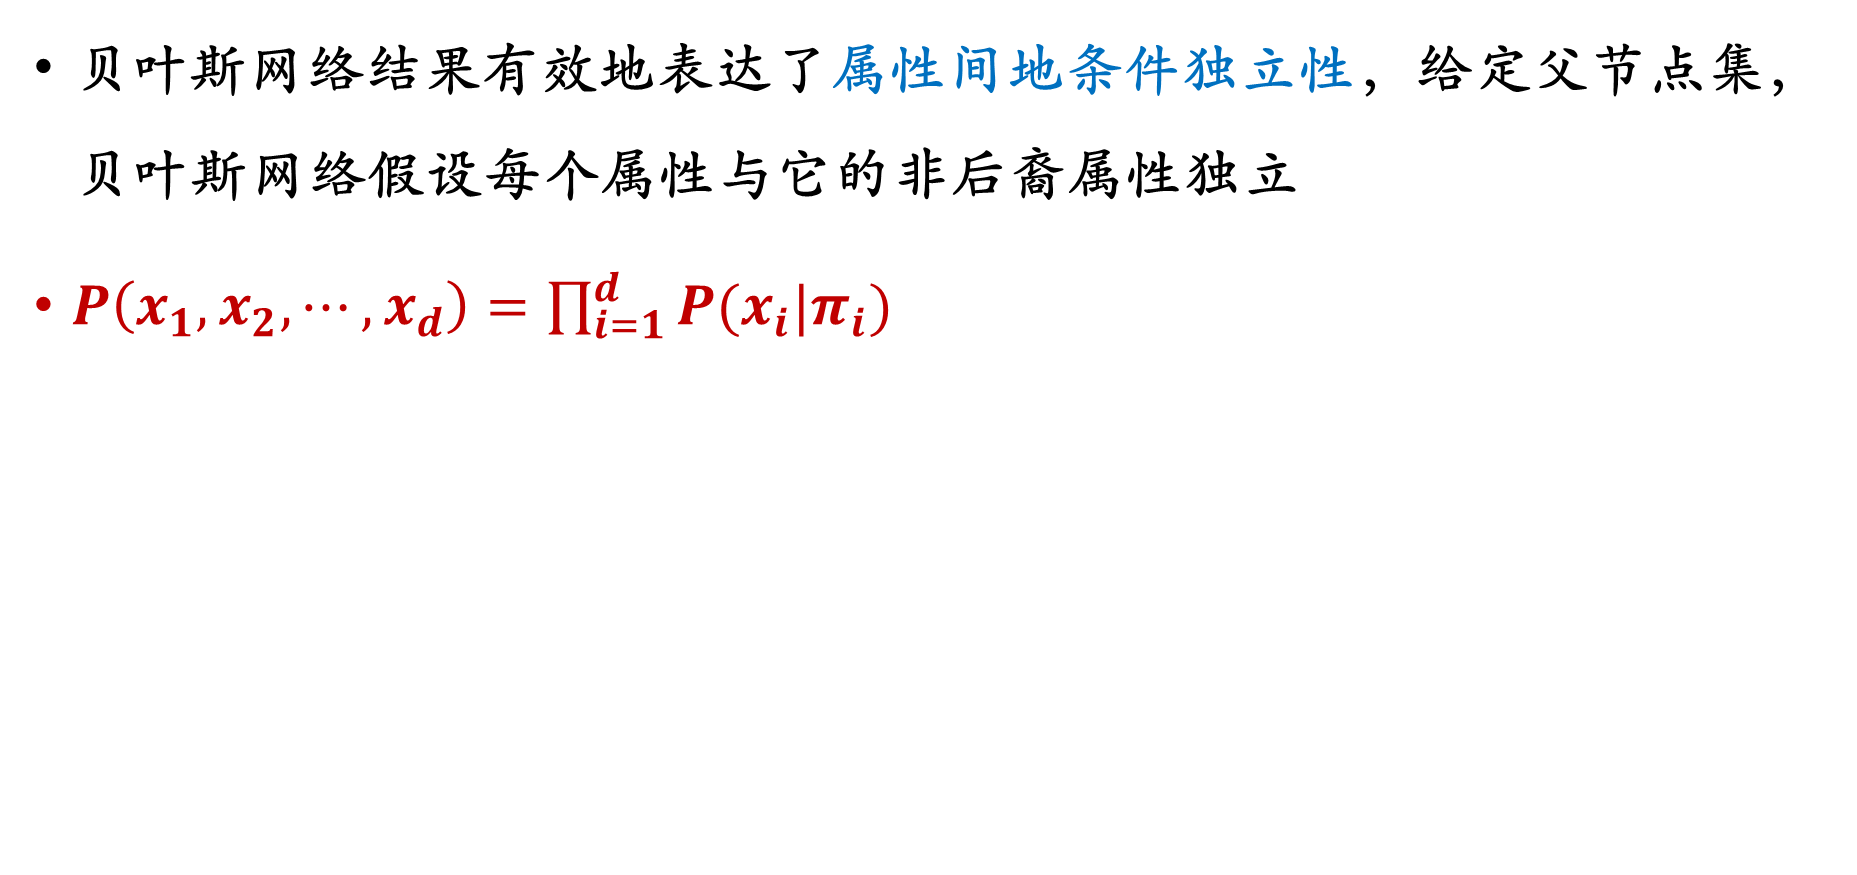 • 贝叶斯网络结果有效地表达了属性间地条件独立性，给定父节点集，
贝叶斯网络假设每个属性与它的非后裔属性独立
• P(x₁, x₂, ⋯ , x_d) = ∏_{i=1}^{d} P(x_i|π_i)